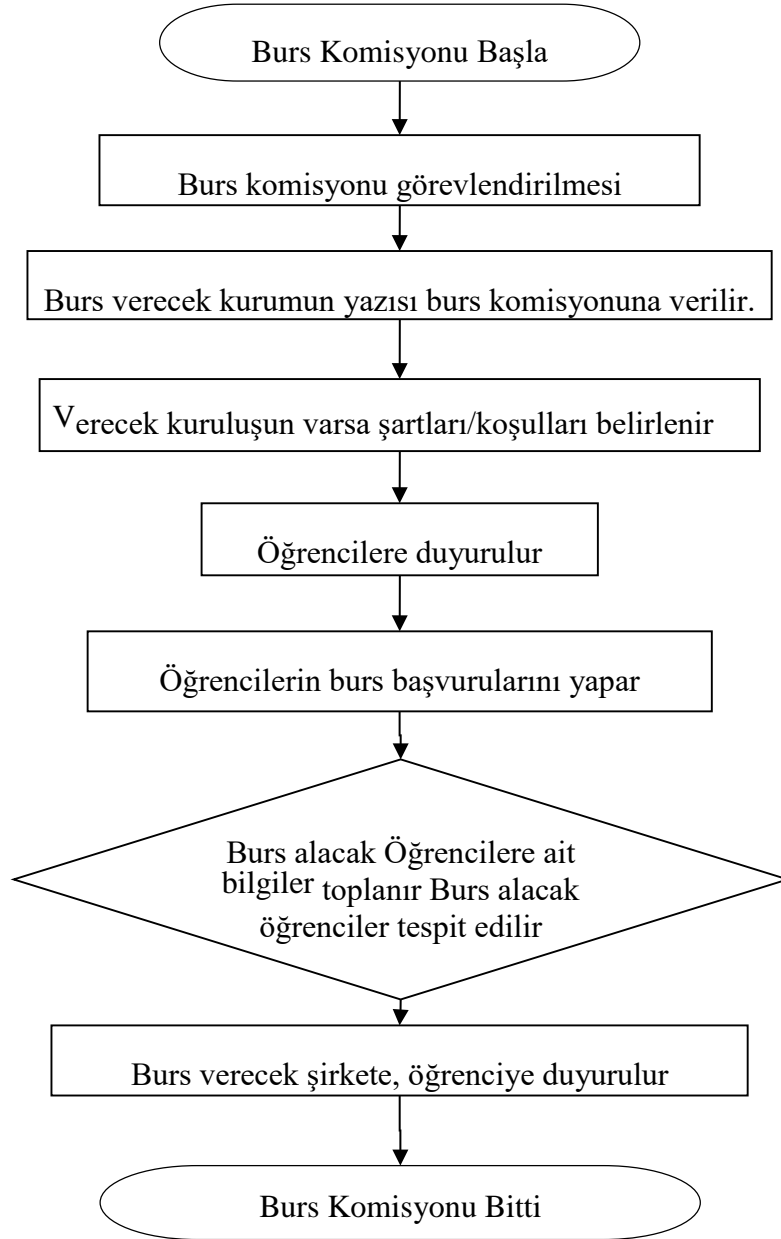 Burs Komisyonu Başla
Burs komisyonu görevlendirilmesi
Burs verecek kurumun yazısı burs komisyonuna verilir.
Verecek kuruluşun varsa şartları/koşulları belirlenir
Öğrencilere duyurulur
Öğrencilerin burs başvurularını yapar
Burs alacak Öğrencilere ait
bilgiler toplanır Burs alacak
öğrenciler tespit edilir
Burs verecek şirkete, öğrenciye duyurulur
Burs Komisyonu Bitti